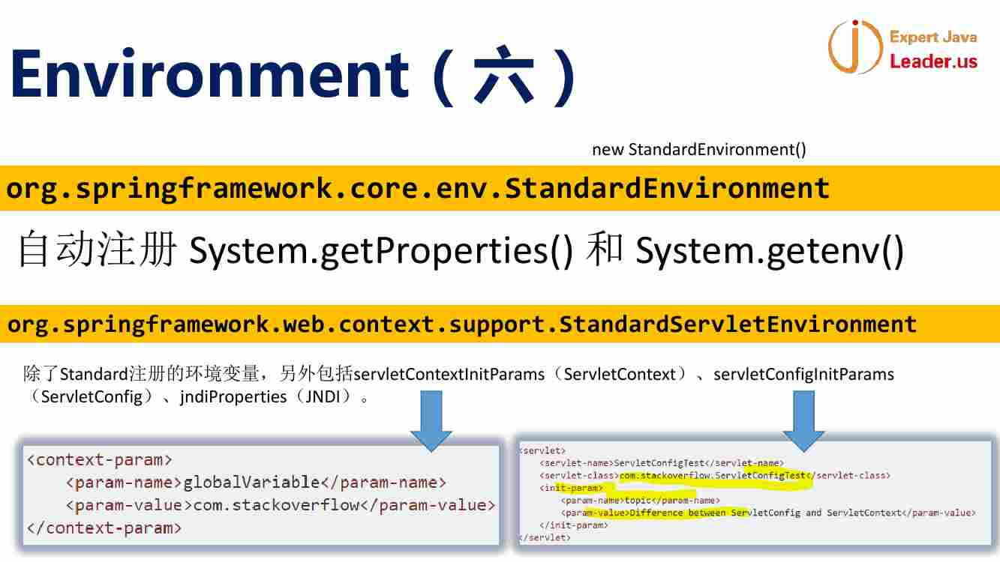 Environment（六）
Expert Java
Leader.us
new StandardEnvironment()
org.springframework.core.env.StandardEnvironment
自动注册 System.getProperties() 和 System.getenv()
org.springframework.web.context.support.StandardServletEnvironment
除了Standard注册的环境变量，另外包括servletContextInitParams（ServletContext）、servletConfigInitParams
（ServletConfig）、jndiProperties（JNDI）。
<context-param>
<param-name>globalVariable</param-name>
<param-value>com.stackoverflow</param-value>
</context-param>
<servlet>
<servlet-name>ServletConfigTest</servlet-name>
<servlet-class>com.stackoverflow.ServletConfigTest</servlet-class>
<init-param>
<param-name>topic</param-name>
<param-value>Difference between ServletConfig and ServletContext</param-value>
</init-param>
</servlet>